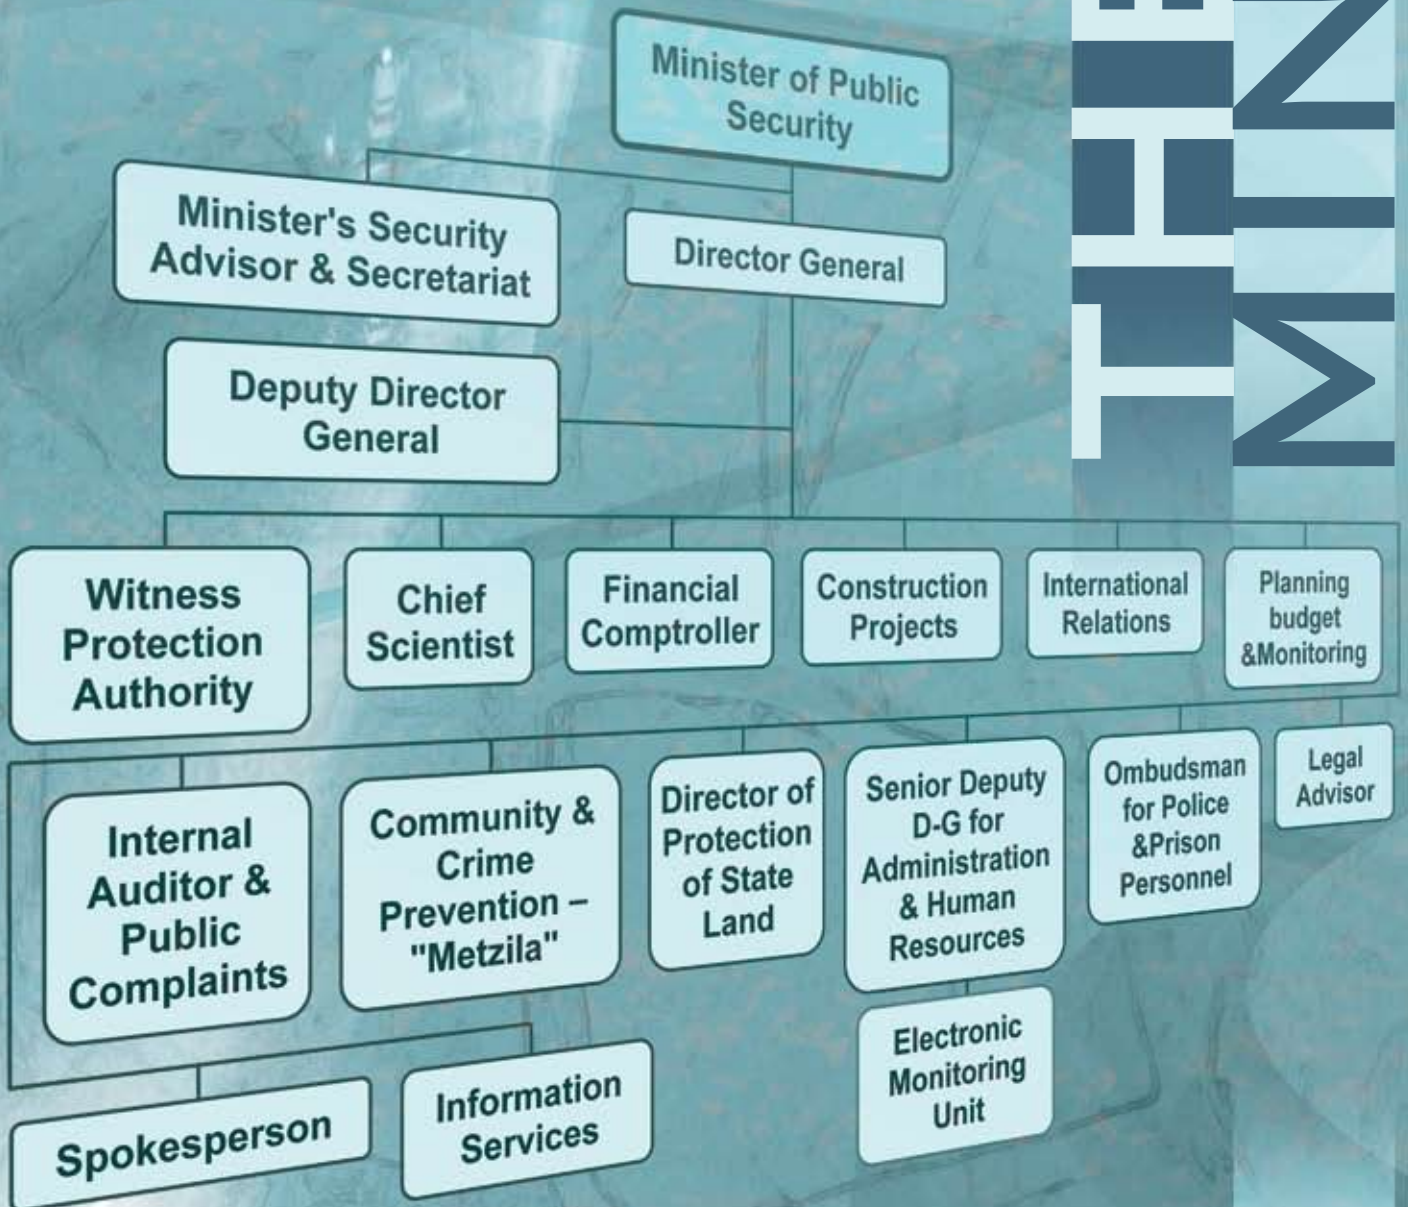 Minister of Public
Security
Minister's Security
Advisor & Secretariat
Director General
Deputy Director
General
Witness
Protection
Authority
Chief
Scientist
Financial
Comptroller
Construction
Projects
International
Relations
Planning
budget
&Monitoring
Internal
Auditor &
Public
Complaints
Community &
Crime
Prevention –
"Metzila"
Director of
Protection
of State
Land
Senior Deputy
D-G for
Administration
& Human
Resources
Ombudsman
for Police
&Prison
Personnel
Legal
Advisor
Electronic
Monitoring
Unit
Spokesperson
Information
Services
THE
MIN